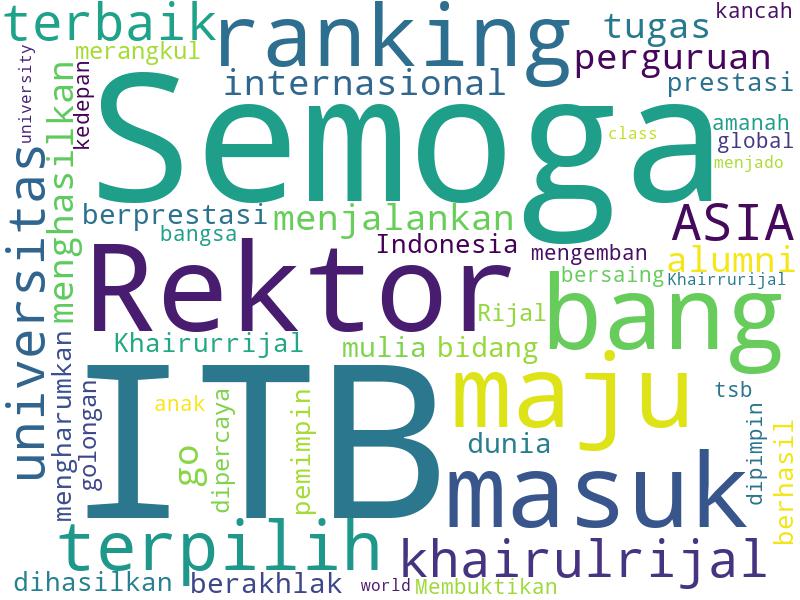 terbaik
ranking
tugas
kancah
merangkul
internasional
perguruan
prestasi
university
menghasilkan
kedepan
Semoga
class
amanah
global
menjado
universitas
berprestasi
menjalankan
bangsa
Indonesia
mengemban
ASIA
alumni
bersaing
Khairrurijal
Rektor
Rijal
bang
Khairurrijal
mulia
bidang
mengharumkan
golongan
anak
go
dipercaya
pemimpin
ITB
maju
dunia
tsb
masuk
dipimpin
berhasil
terpilih
khairulrijal
dihasilkan
berakhlak
world
Membuktikan